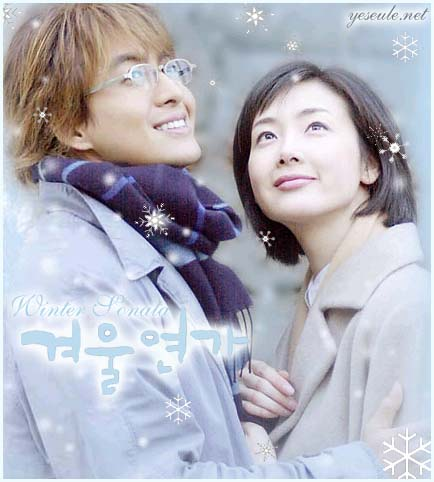 yeseule.net
Winter Sonata
겨울연가